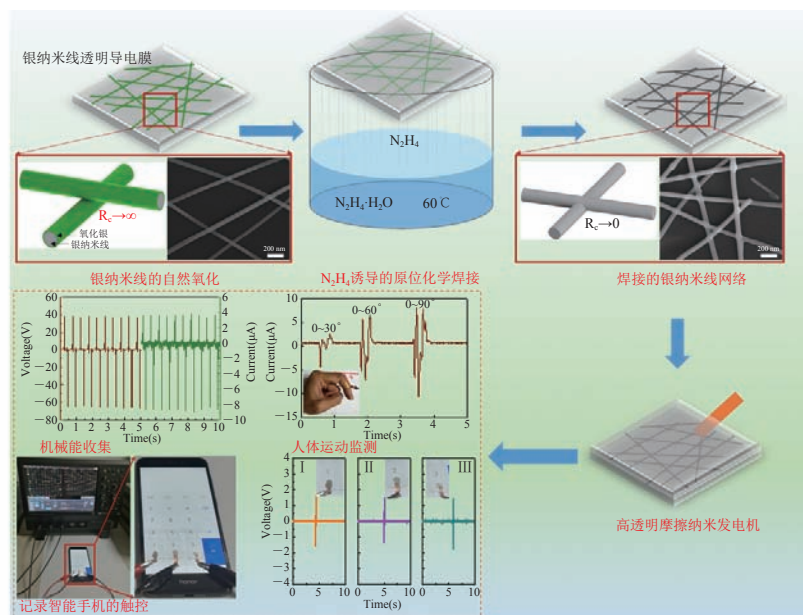 银纳米线透明导电膜
R_c→∞
氧化银
银纳米线
200 nm
银纳米线的自然氧化
N₂H₄
N₂H₄·H₂O 60℃
N₂H₄诱导的原位化学焊接
R_c→0
200 nm
焊接的银纳米线网络
Voltage(V)
80
60
40
20
0
−20
−40
−60
−80
Current(μA)
6
4
2
0
−2
−4
−6
−8
−10
0 1 2 3 4 5 6 7 8 9 10
Time(s)
机械能收集
Current(μA)
10
5
0
−5
−10
−15
0~30°
0~60°
0~90°
0 1 2 3 4 5
Time(s)
人体运动监测
高透明摩擦纳米发电机
Voltage(V)
4
3
2
1
0
−1
−2
−3
−4
I
II
III
0 5 10
0 5 10
0 5 10
Time(s)
记录智能手机的触控